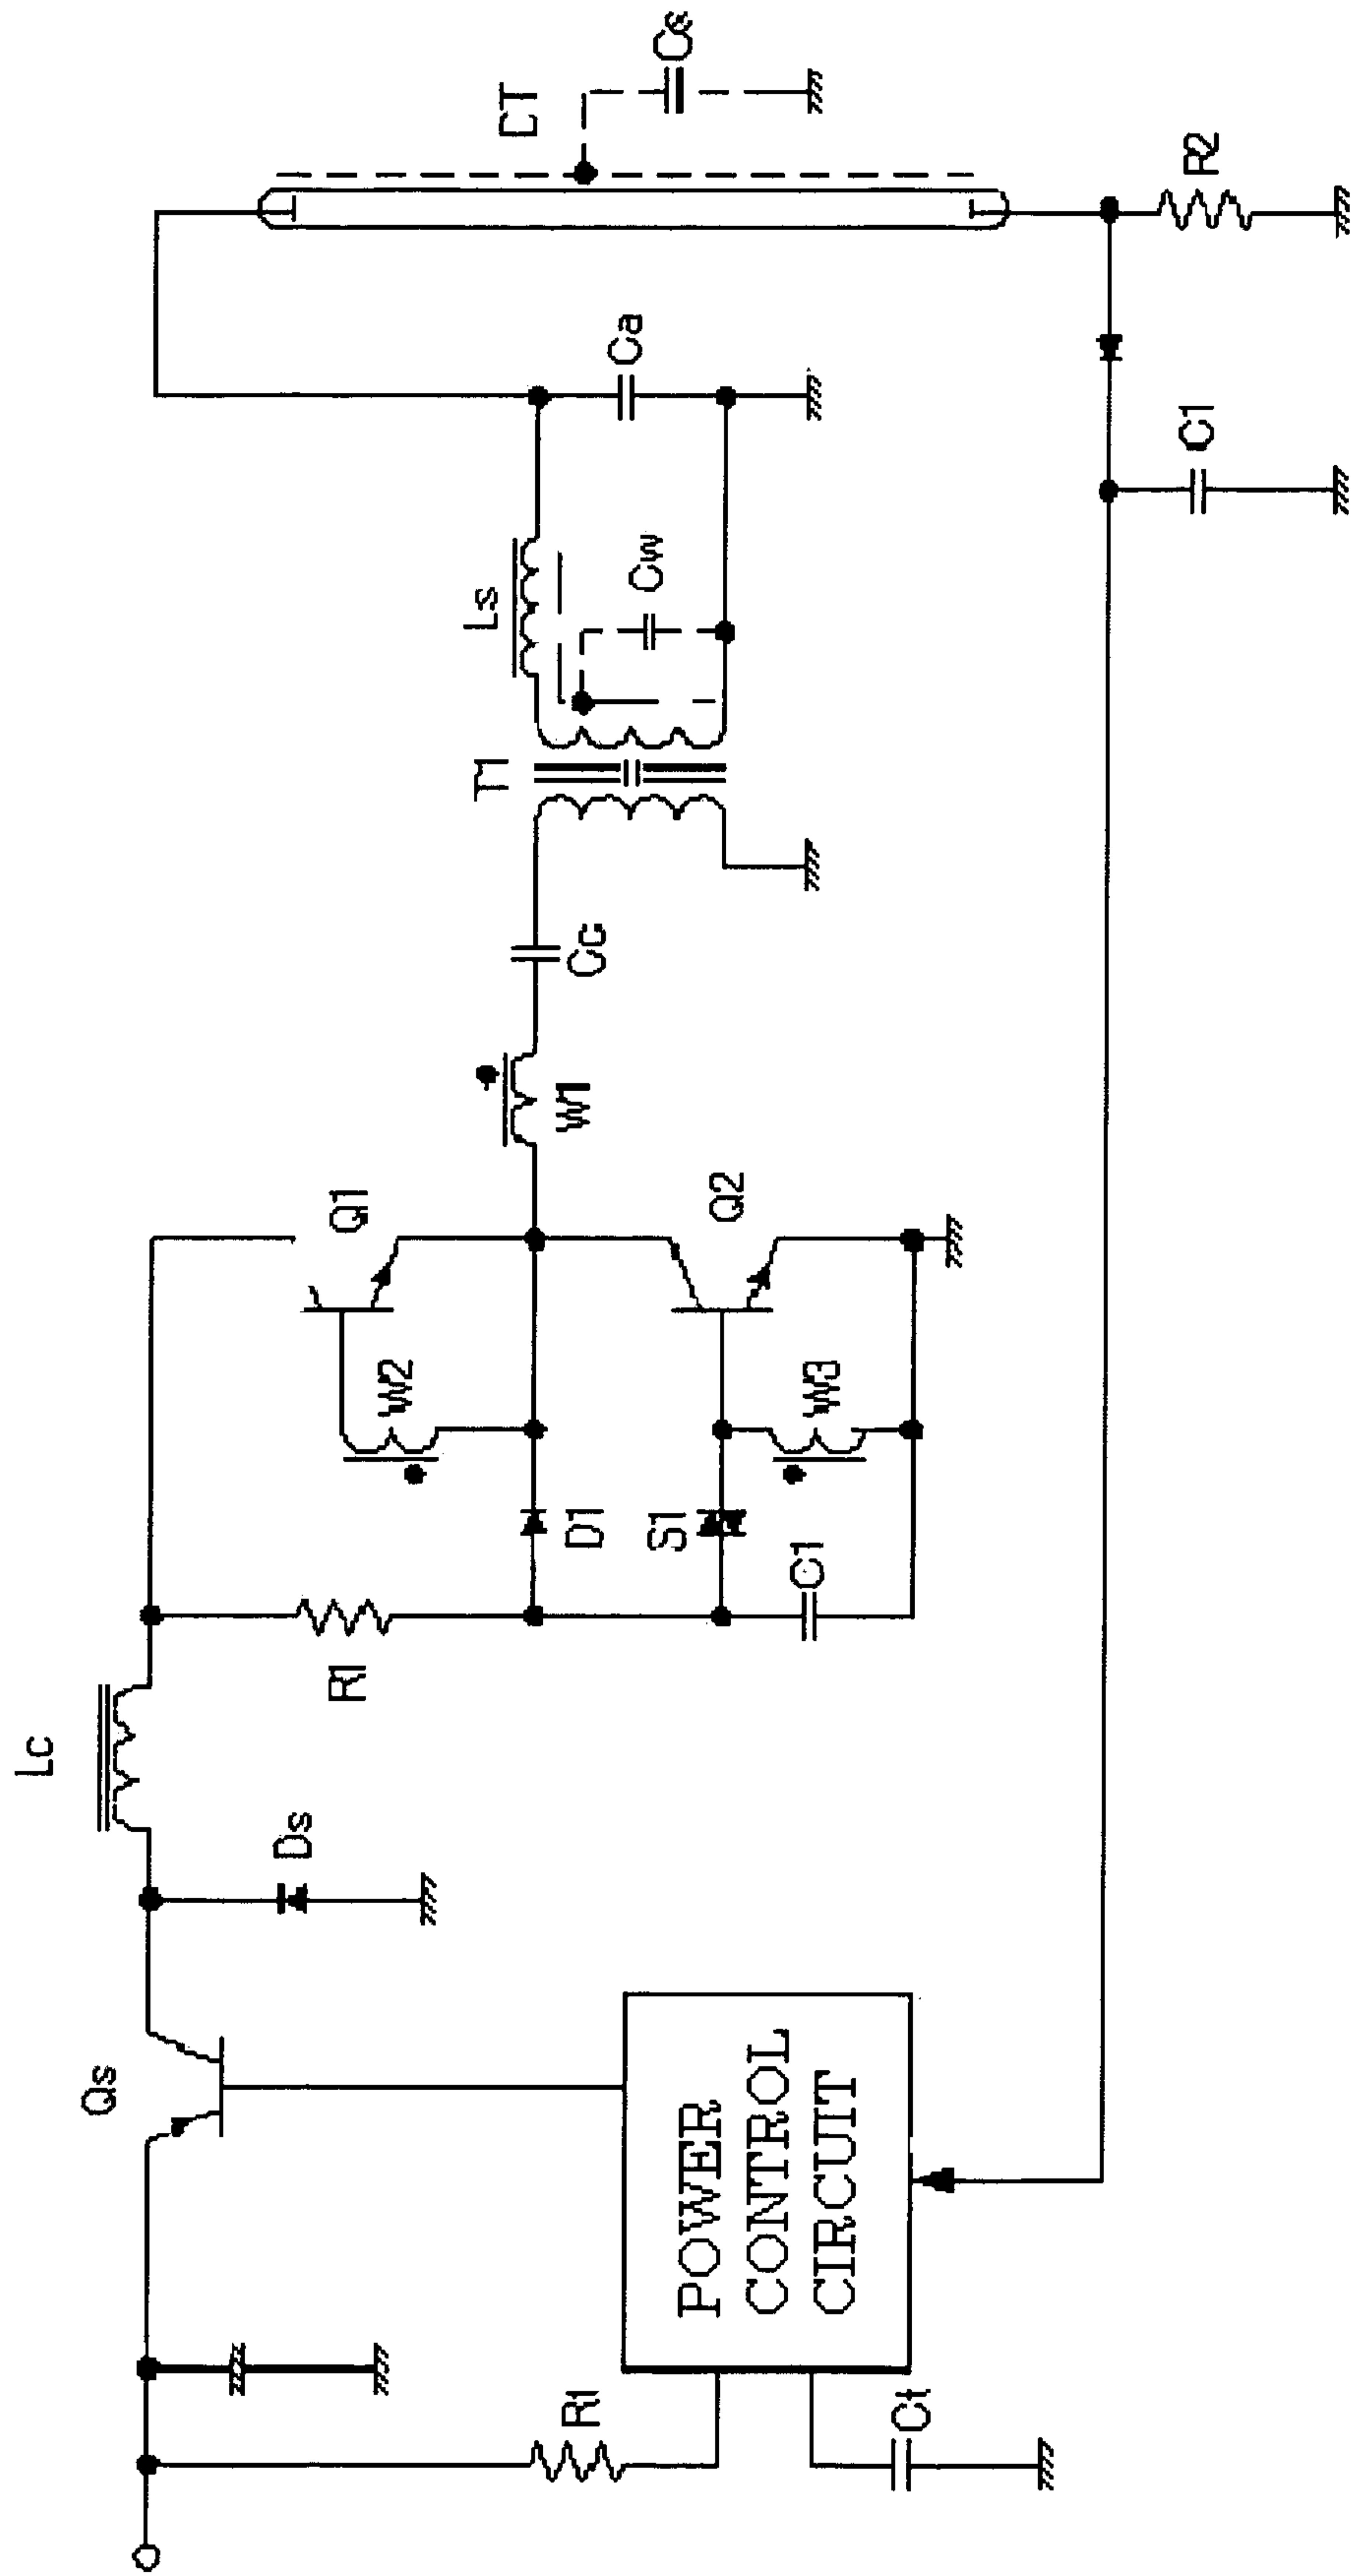 Lc
Qs
Ds
R1
Q1
W2
D1
S1
C1
W3
Q2
W1
Cc
T1
Ls
Cw
Ca
Cs
R1
POWER
CONTROL
CIRCUIT
Ct
C1
R2